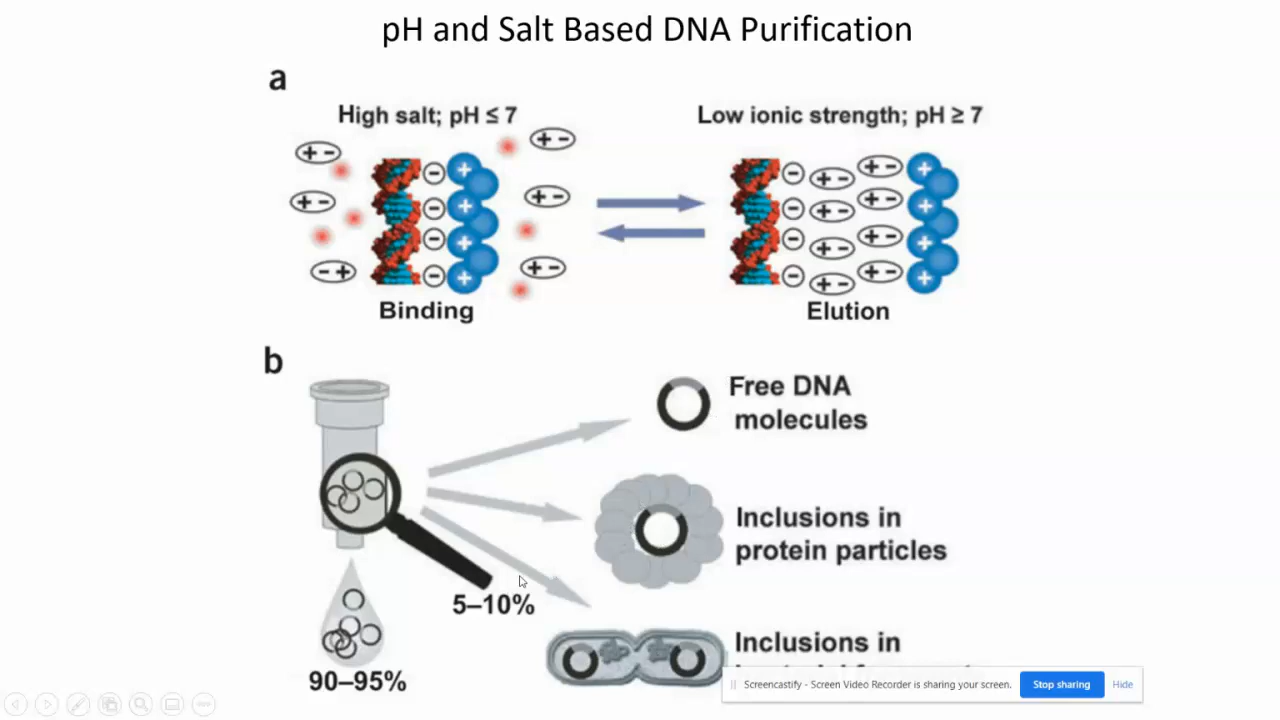 pH and Salt Based DNA Purification
a
High salt; pH ≤ 7
Low ionic strength; pH ≥ 7
Binding
Elution
b
Free DNA
molecules
Inclusions in
protein particles
5–10%
Inclusions in
90–95%
Screencastify - Screen Video Recorder is sharing your screen.
Stop sharing
Hide